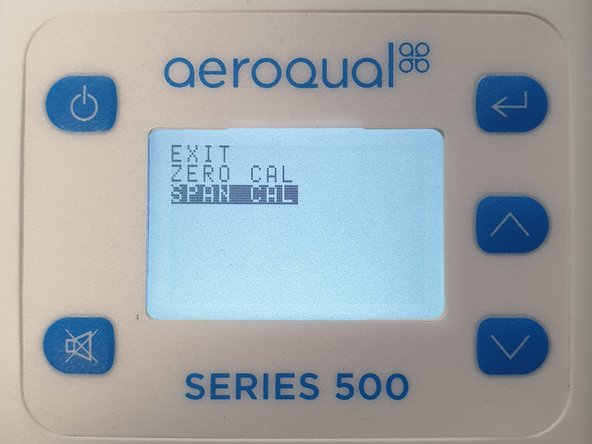 aeroqual
EXIT
ZERO CAL
SPAN CAL
SERIES 500